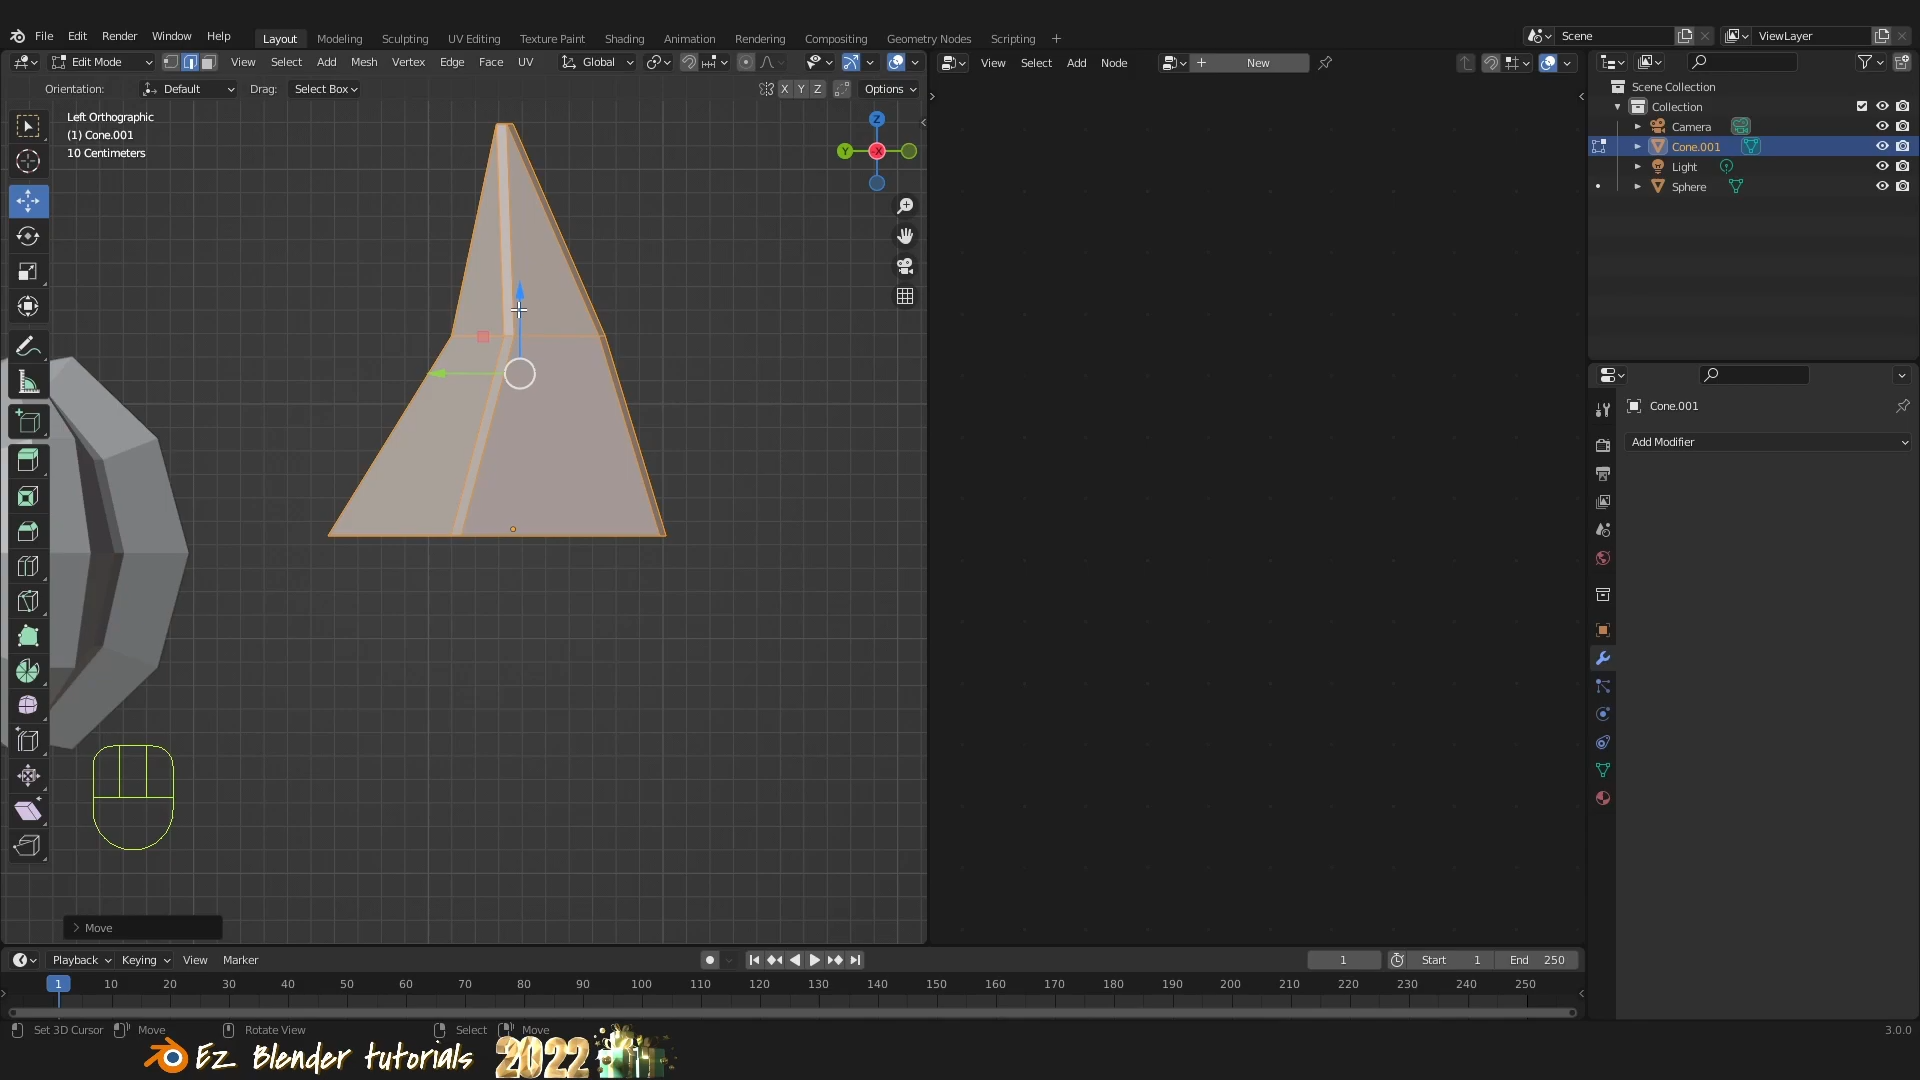 File Edit Render Window Help
Layout Modeling Sculpting UV Editing Texture Paint Shading Animation Rendering Compositing Geometry Nodes Scripting +
Scene ViewLayer
Edit Mode View Select Add Mesh Vertex Edge Face UV Global
View Select Add Node + New
Orientation: Default Drag: Select Box X Y Z Options
Left Orthographic
(1) Cone.001
10 Centimeters
Z
Y -X
Scene Collection
Collection
Camera
Cone.001
Light
Sphere
Cone.001
Add Modifier
> Move
Playback Keying View Marker 1 Start 1 End 250
1 10 20 30 40 50 60 70 80 90 100 110 120 130 140 150 160 170 180 190 200 210 220 230 240 250
Set 3D Cursor Move Rotate View Select Move 3.0.0
Ez Blender tutorials 2022